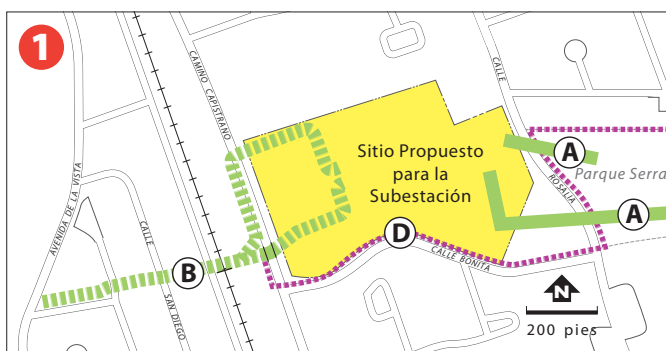 1
CAMINO CAPISTRANO
CALLE
ROSALIA
Sitio Propuesto
para la
Subestación
A
Parque Serra
A
AVENIDA DE LA VISTA
CALLE
SAN DIEGO
B
D
CALLE BONITA
N
200 pies